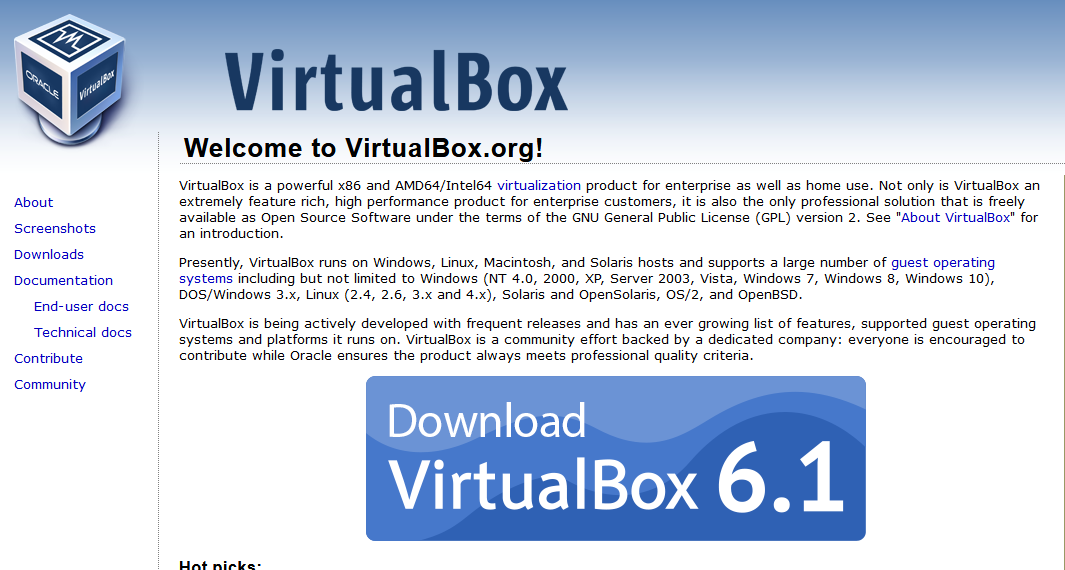 ORACLE
VirtualBox
VirtualBox
Welcome to VirtualBox.org!
About
Screenshots
Downloads
Documentation
End-user docs
Technical docs
Contribute
Community
VirtualBox is a powerful x86 and AMD64/Intel64 virtualization product for enterprise as well as home use. Not only is VirtualBox an
extremely feature rich, high performance product for enterprise customers, it is also the only professional solution that is freely
available as Open Source Software under the terms of the GNU General Public License (GPL) version 2. See "About VirtualBox" for
an introduction.
Presently, VirtualBox runs on Windows, Linux, Macintosh, and Solaris hosts and supports a large number of guest operating
systems including but not limited to Windows (NT 4.0, 2000, XP, Server 2003, Vista, Windows 7, Windows 8, Windows 10),
DOS/Windows 3.x, Linux (2.4, 2.6, 3.x and 4.x), Solaris and OpenSolaris, OS/2, and OpenBSD.
VirtualBox is being actively developed with frequent releases and has an ever growing list of features, supported guest operating
systems and platforms it runs on. VirtualBox is a community effort backed by a dedicated company: everyone is encouraged to
contribute while Oracle ensures the product always meets professional quality criteria.
Download
VirtualBox 6.1
Hot picks: